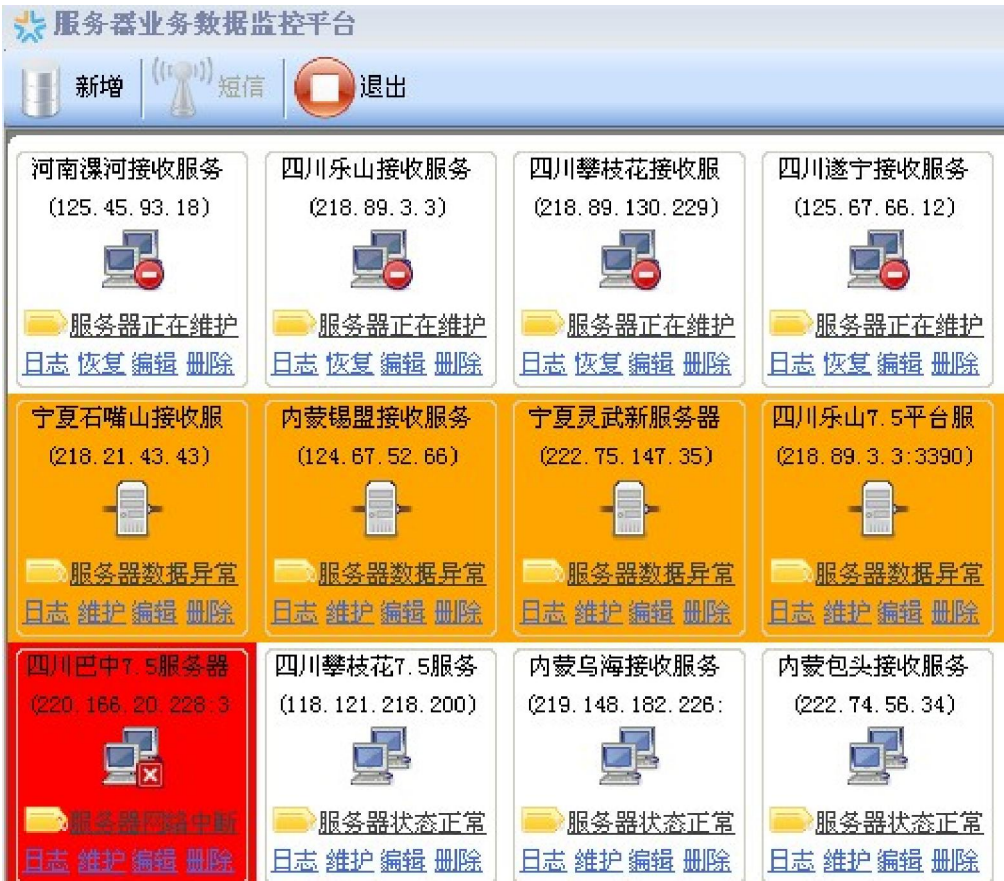 服务器业务数据监控平台
新增 短信 退出
河南漯河接收服务 四川乐山接收服务 四川攀枝花接收服 四川遂宁接收服务
(125.45.93.18) (218.89.3.3) (218.89.130.229) (125.67.66.12)
服务器正在维护 服务器正在维护 服务器正在维护 服务器正在维护
日志 恢复 编辑 删除 日志 恢复 编辑 删除 日志 恢复 编辑 删除 日志 恢复 编辑 删除
宁夏石嘴山接收服 内蒙锡盟接收服务 宁夏灵武新服务器 四川乐山7.5平台服
(218.21.43.43) (124.67.52.66) (222.75.147.35) (218.89.3.3:3390)
服务器数据异常 服务器数据异常 服务器数据异常 服务器数据异常
日志 维护 编辑 删除 日志 维护 编辑 删除 日志 维护 编辑 删除 日志 维护 编辑 删除
四川巴中7.5服务器 四川攀枝花7.5服务 内蒙乌海接收服务 内蒙包头接收服务
(220.166.20.228:3 (118.121.218.200) (219.148.182.226: (222.74.56.34)
服务器网络中断 服务器状态正常 服务器状态正常 服务器状态正常
日志 维护 编辑 删除 日志 维护 编辑 删除 日志 维护 编辑 删除 日志 维护 编辑 删除